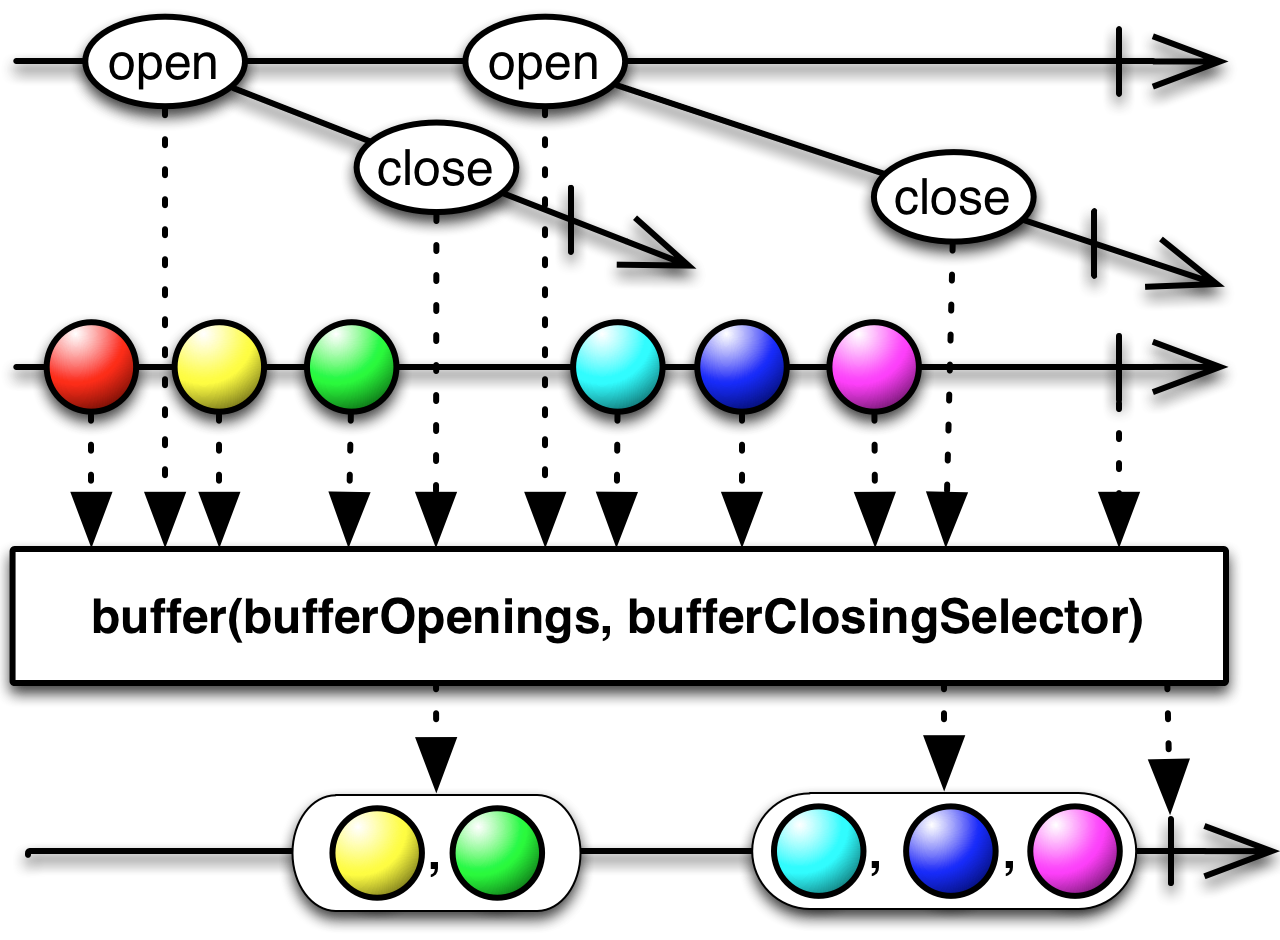 open
open
close
close
buffer(bufferOpenings, bufferClosingSelector)
,
, ,